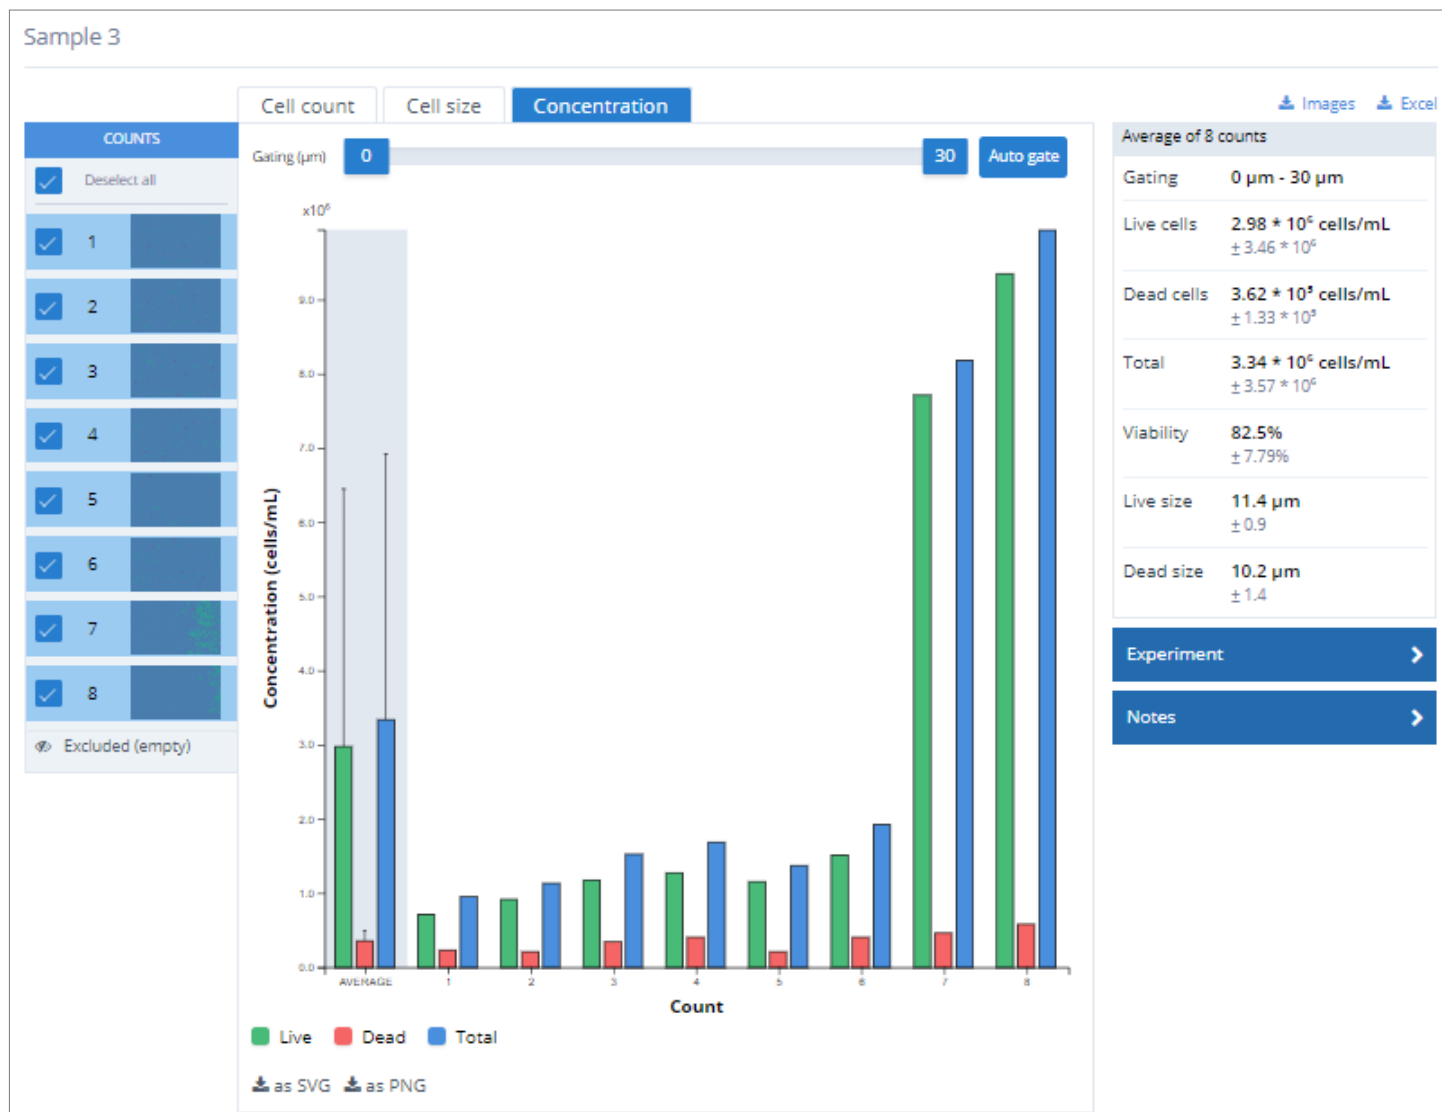 Sample 3
Cell count Cell size Concentration
Images Excel
COUNTS
Deselect all
1
2
3
4
5
6
7
8
Excluded (empty)
Gating (µm) 0 30 Auto gate
x10⁶
9.0
8.0
7.0
6.0
5.0
4.0
3.0
2.0
1.0
0.0
Concentration (cells/mL)
AVERAGE 1 2 3 4 5 6 7 8
Count
Live Dead Total
as SVG as PNG
Average of 8 counts
Gating 0 µm - 30 µm
Live cells 2.98 * 10⁶ cells/mL
± 3.46 * 10⁶
Dead cells 3.62 * 10⁵ cells/mL
± 1.33 * 10⁵
Total 3.34 * 10⁶ cells/mL
± 3.57 * 10⁶
Viability 82.5%
± 7.79%
Live size 11.4 µm
± 0.9
Dead size 10.2 µm
± 1.4
Experiment
Notes